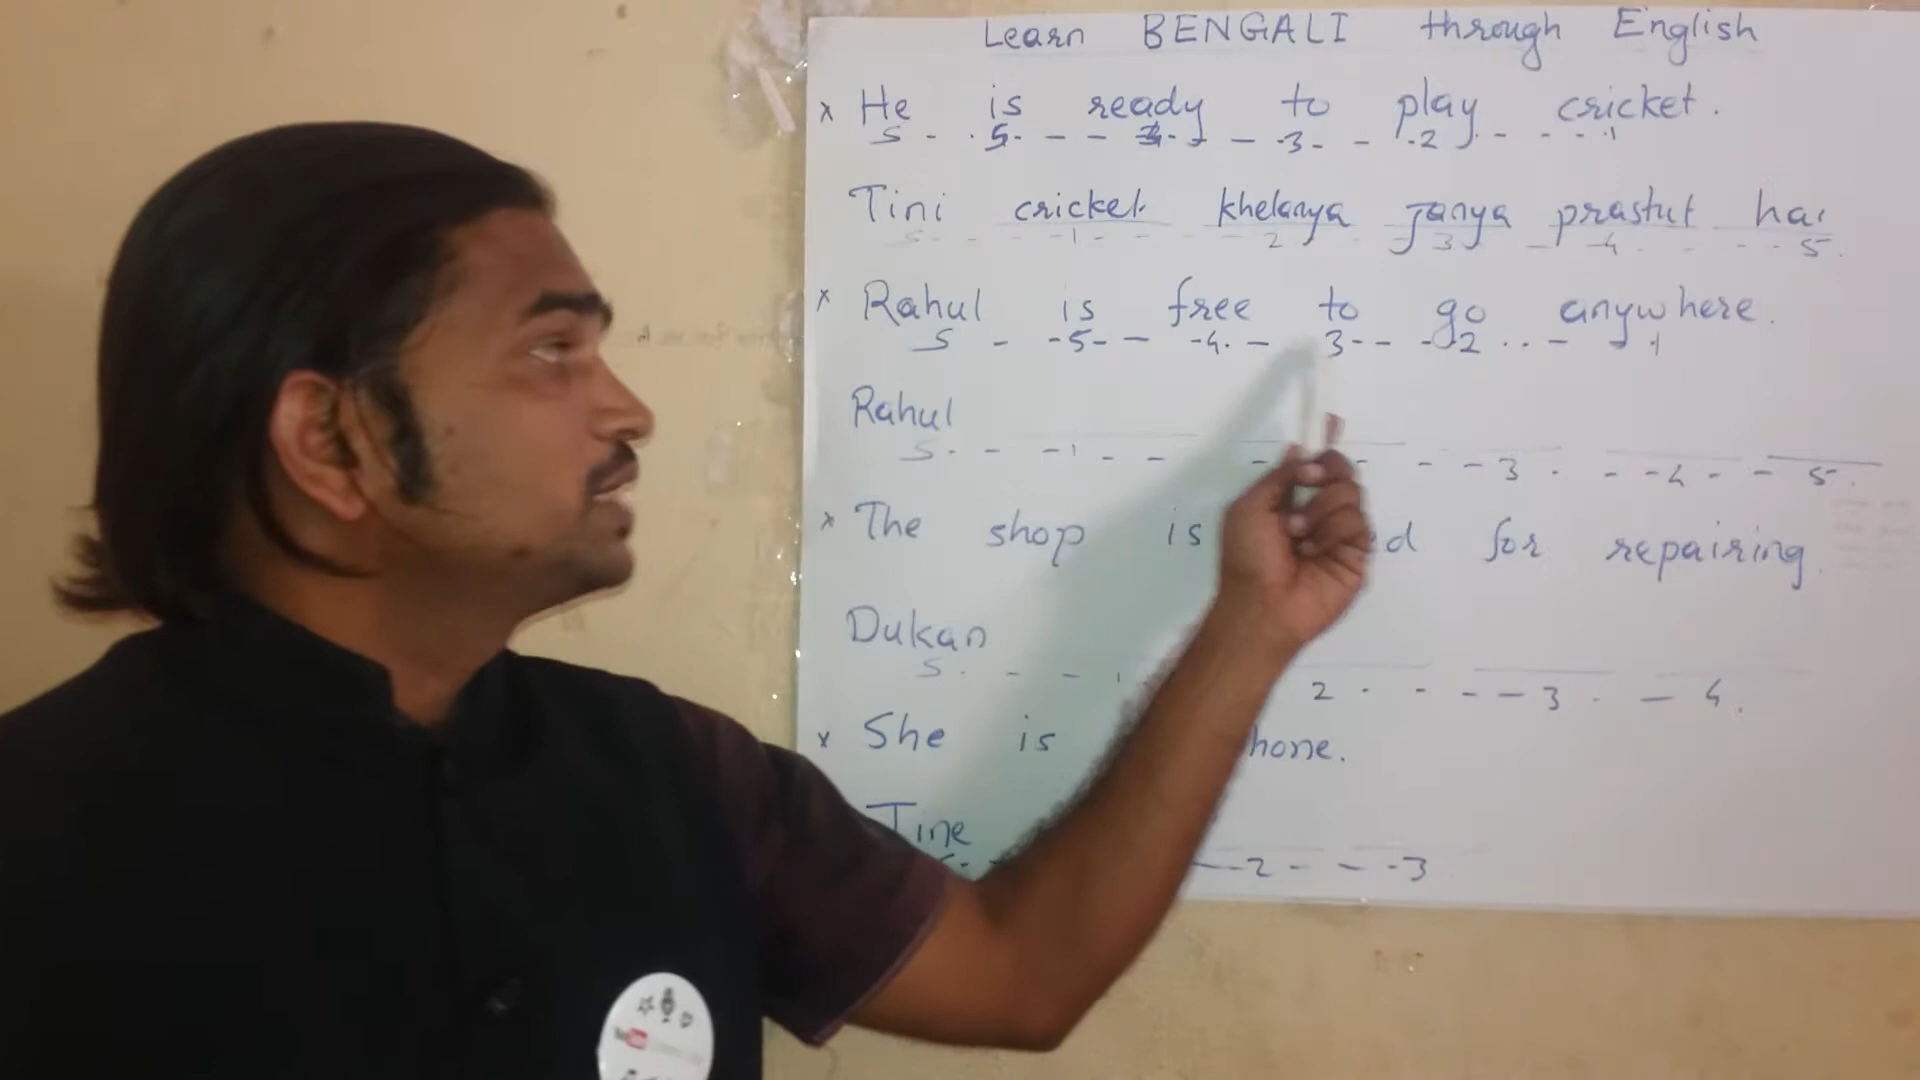 Learn BENGALI through English
x He is ready to play cricket.
S 5 4 3 2 1
Tini cricket khelanya Janya prastut hai
S 1 2 3 4 5
x Rahul is free to go anywhere.
S 5 4 3 2 1
Rahul
S 1 3 4 5
x The shop is for repairing.
Dukan
S 1 2 3 4
x She is
Tine
2 3